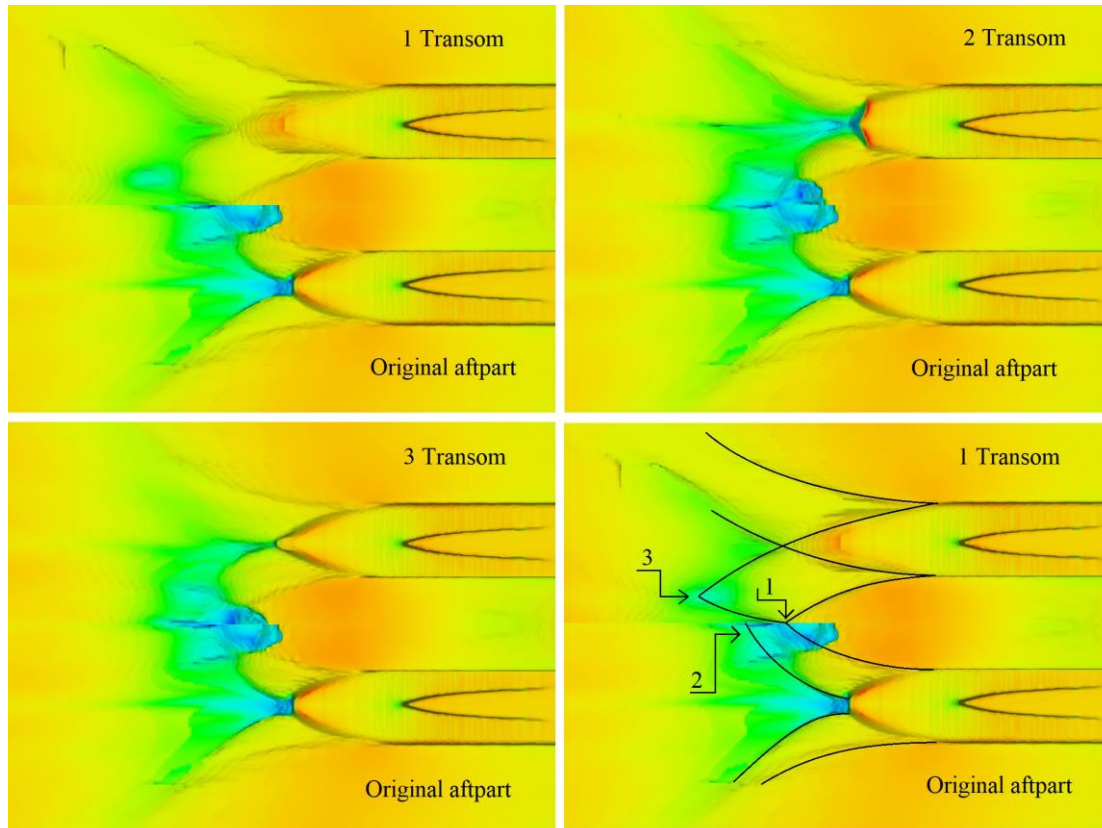 1 Transom
Original aftpart
2 Transom
Original aftpart
3 Transom
Original aftpart
1 Transom
3
1
2
Original aftpart